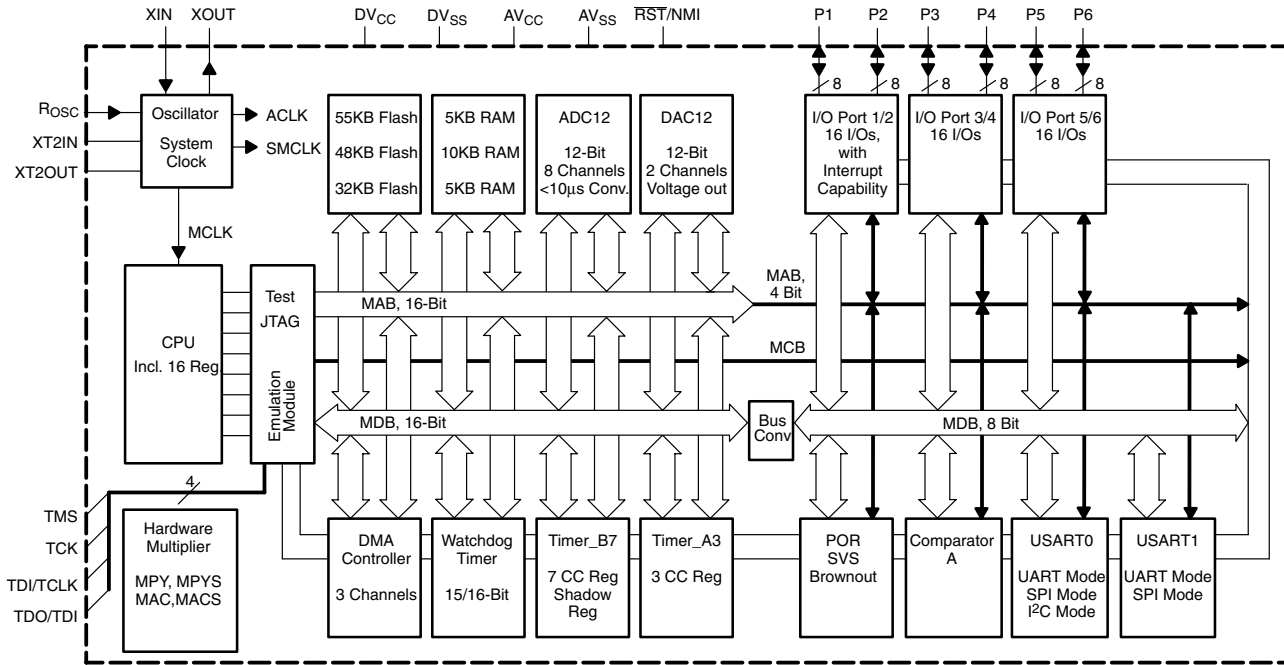 XIN
XOUT
DVCC
DVSS
AVCC
AVSS
RST/NMI
P1
P2
P3
P4
P5
P6
8
8
8
8
8
8
ROSC
XT2IN
XT2OUT
Oscillator
System
Clock
ACLK
SMCLK
MCLK
55KB Flash
48KB Flash
32KB Flash
5KB RAM
10KB RAM
5KB RAM
ADC12
12-Bit
8 Channels
<10µs Conv.
DAC12
12-Bit
2 Channels
Voltage out
I/O Port 1/2
16 I/Os,
with
Interrupt
Capability
I/O Port 3/4
16 I/Os
I/O Port 5/6
16 I/Os
CPU
Incl. 16 Reg.
Test
JTAG
Emulation
Module
MAB, 16-Bit
MAB,
4 Bit
MCB
MDB, 16-Bit
Bus
Conv
MDB, 8 Bit
4
TMS
TCK
TDI/TCLK
TDO/TDI
Hardware
Multiplier
MPY, MPYS
MAC,MACS
DMA
Controller
3 Channels
Watchdog
Timer
15/16-Bit
Timer_B7
7 CC Reg
Shadow
Reg
Timer_A3
3 CC Reg
POR
SVS
Brownout
Comparator
A
USART0
UART Mode
SPI Mode
I²C Mode
USART1
UART Mode
SPI Mode